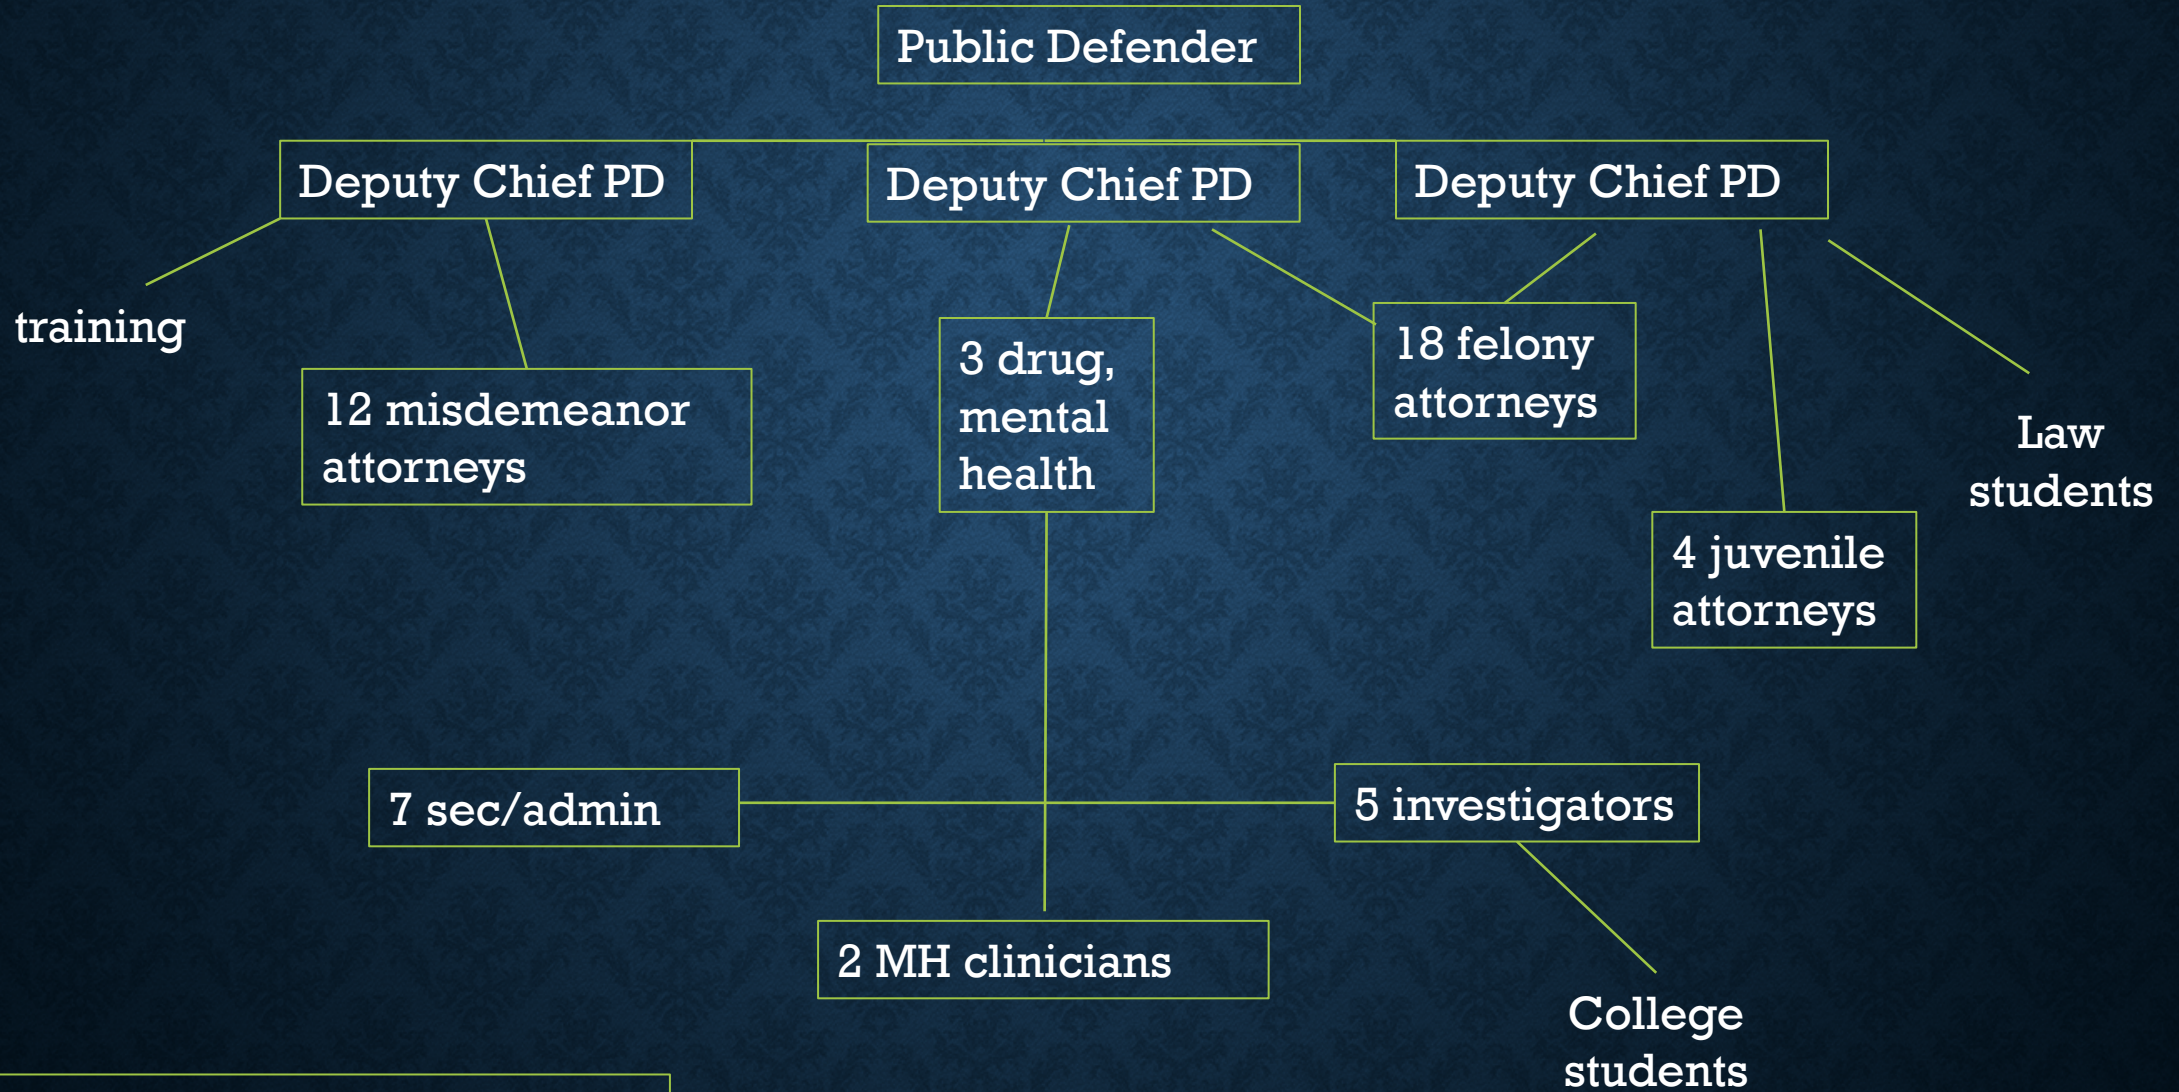 Public Defender
Deputy Chief PD
Deputy Chief PD
Deputy Chief PD
training
12 misdemeanor
attorneys
3 drug,
mental
health
18 felony
attorneys
Law
students
4 juvenile
attorneys
7 sec/admin
5 investigators
2 MH clinicians
College
students